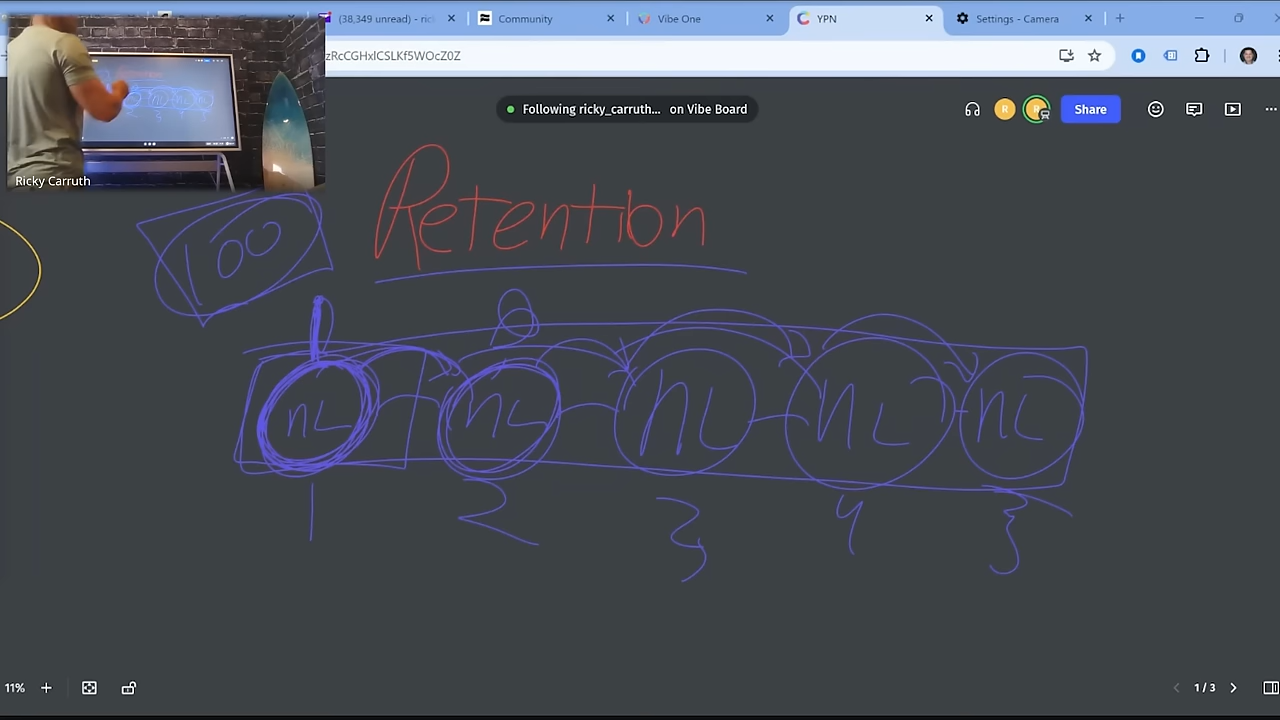 (38,349 unread) - ric
Community
Vibe One
YPN
Settings - Camera
zRcCGHxlCSLKf5WOcZ0Z
Following ricky_carruth... on Vibe Board
R
R
Share
Ricky Carruth
Retention
100
nL
nL
nL
nL
nL
1
2
3
4
5
11%
1 / 3